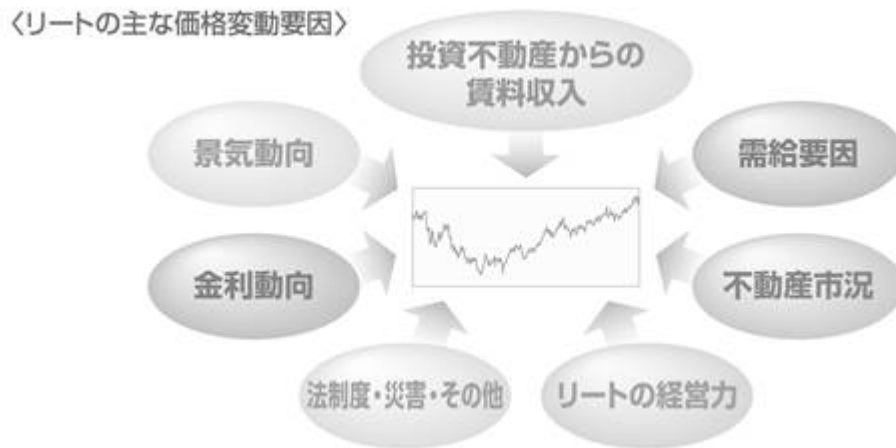 〈リートの主な価格変動要因〉
投資不動産からの
賃料収入
景気動向
需給要因
金利動向
不動産市況
法制度・災害・その他
リートの経営力